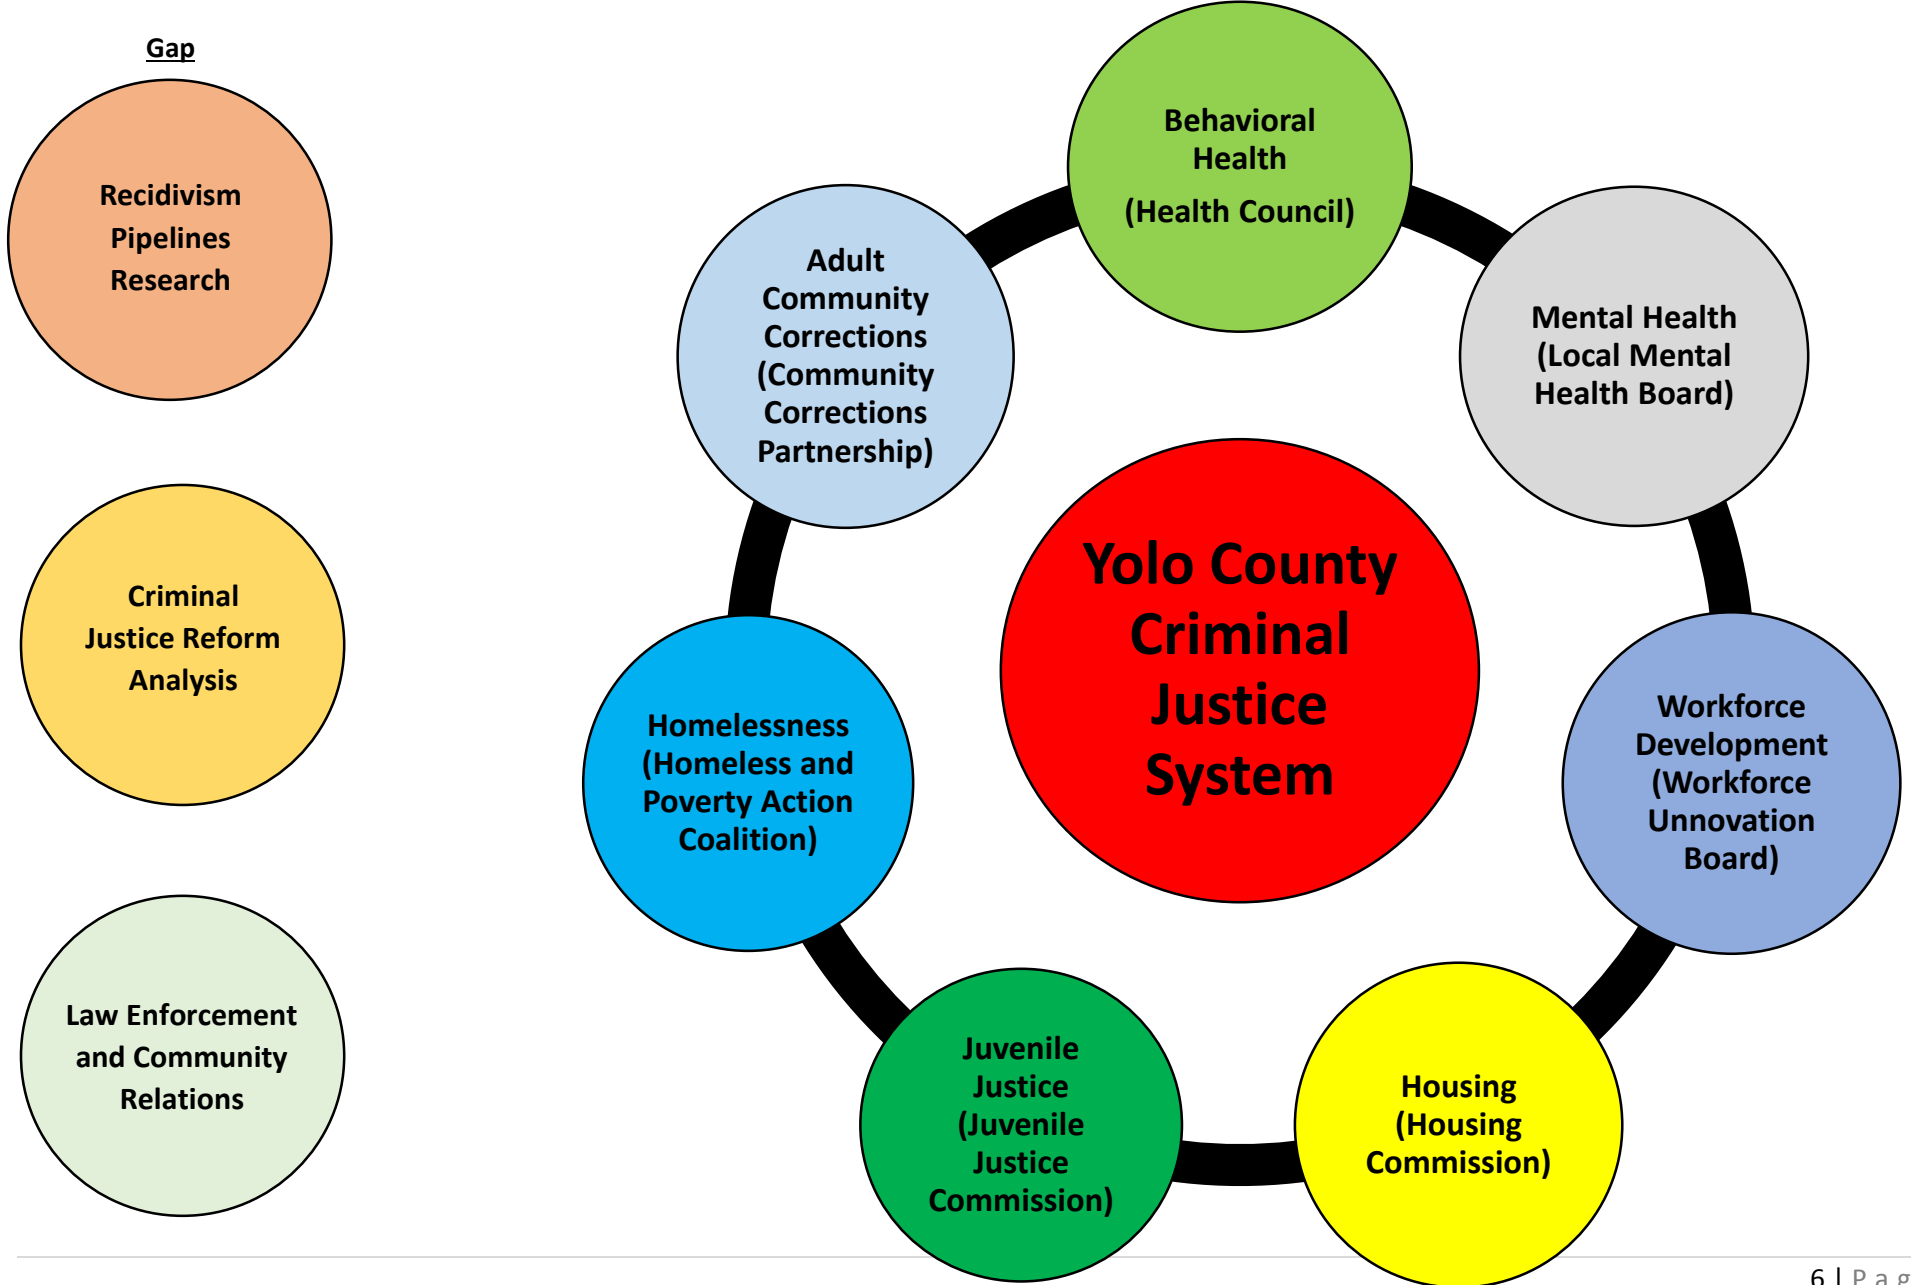 Gap
Recidivism
Pipelines
Research
Criminal
Justice Reform
Analysis
Law Enforcement
and Community
Relations
Behavioral
Health
(Health Council)
Mental Health
(Local Mental
Health Board)
Workforce
Development
(Workforce
Unnovation
Board)
Housing
(Housing
Commission)
Juvenile
Justice
(Juvenile
Justice
Commission)
Homelessness
(Homeless and
Poverty Action
Coalition)
Adult
Community
Corrections
(Community
Corrections
Partnership)
Yolo County
Criminal
Justice
System
6 | P a g